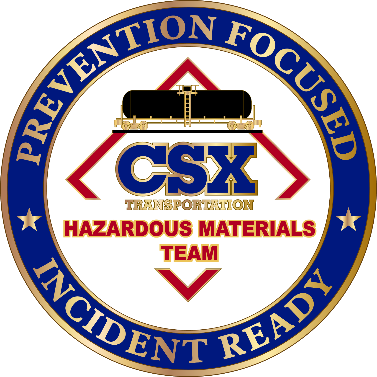 PREVENTION FOCUSED
CSX
TRANSPORTATION
HAZARDOUS MATERIALS
TEAM
INCIDENT READY